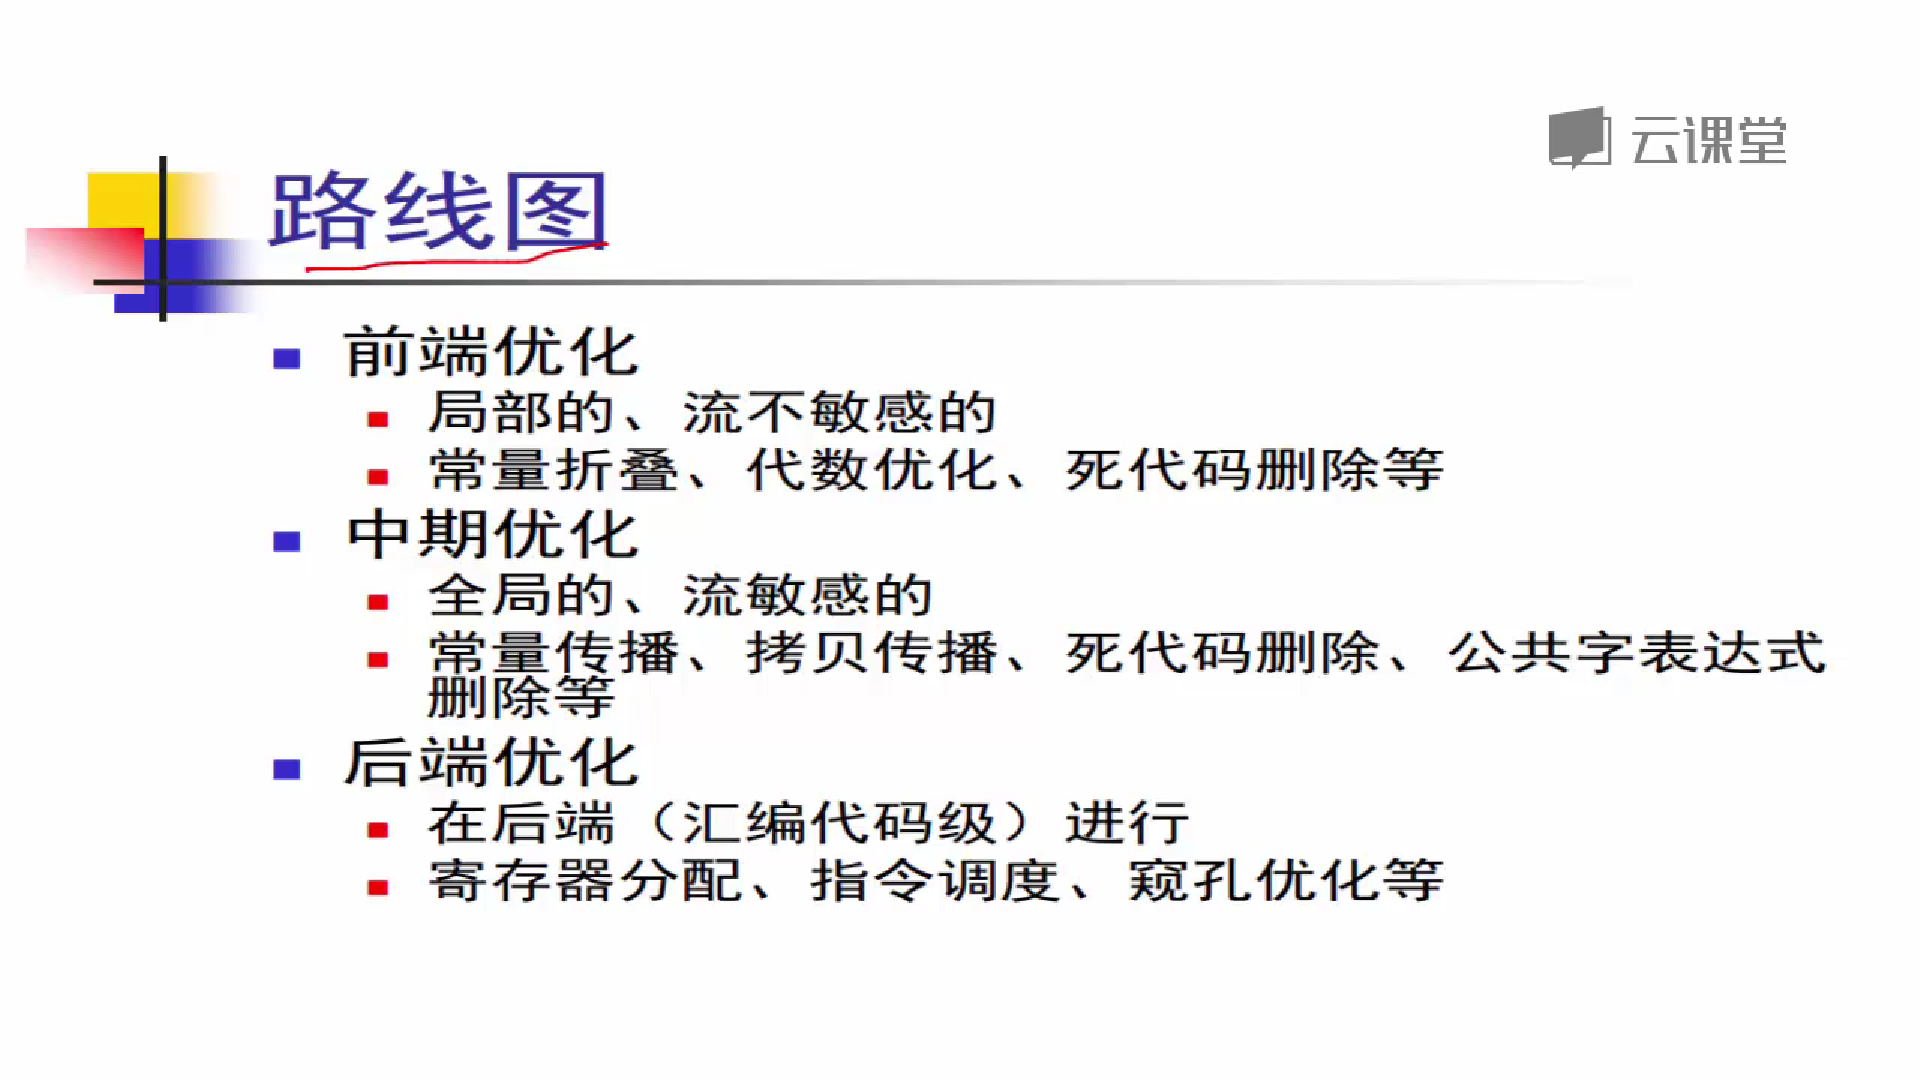 云课堂
路线图
前端优化
局部的、流不敏感的
常量折叠、代数优化、死代码删除等
中期优化
全局的、流敏感的
常量传播、拷贝传播、死代码删除、公共字表达式
删除等
后端优化
在后端（汇编代码级）进行
寄存器分配、指令调度、窥孔优化等